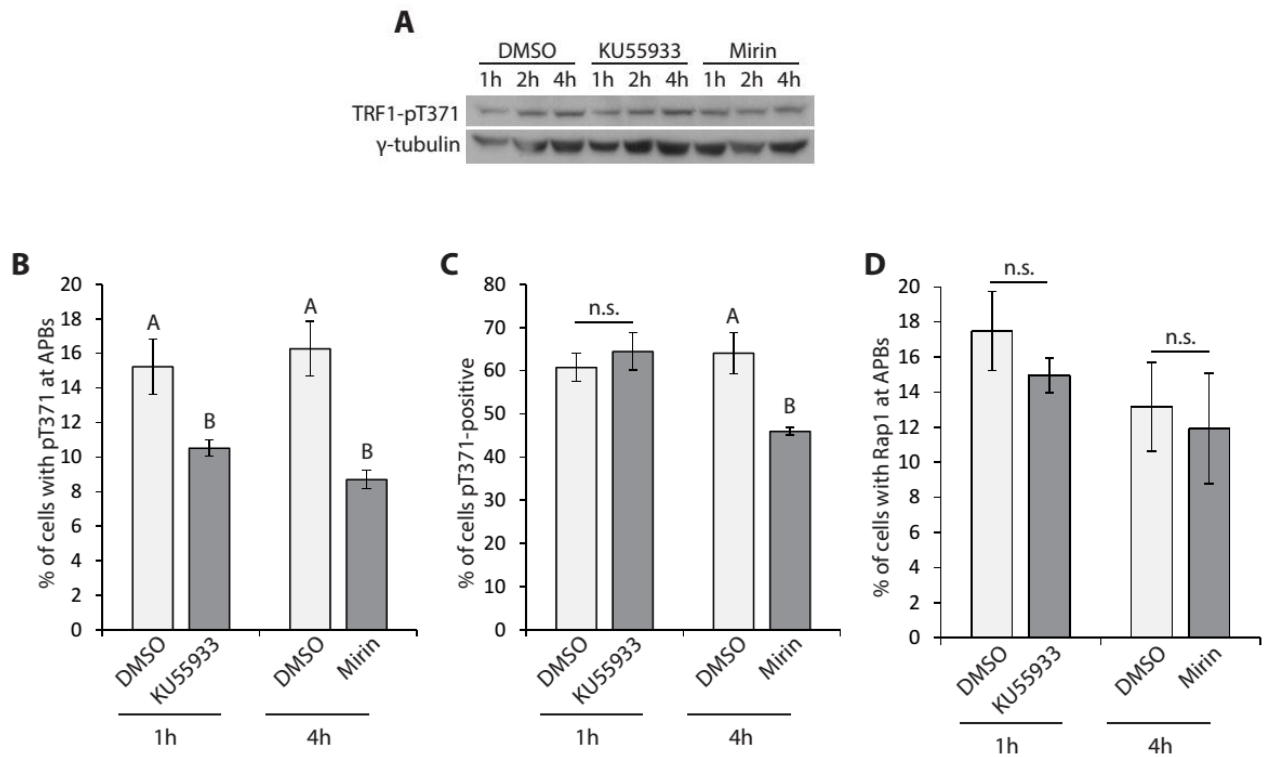 A
DMSO KU55933 Mirin
1h 2h 4h 1h 2h 4h 1h 2h 4h
TRF1-pT371
γ-tubulin
B
% of cells with pT371 at APBs
20
18
16
14
12
10
8
6
4
2
0
A
B
A
B
DMSO
KU55933
DMSO
Mirin
1h
4h
C
% of cells pT371-positive
80
70
60
50
40
30
20
10
0
n.s.
A
B
DMSO
KU55933
DMSO
Mirin
1h
4h
D
% of cells with Rap1 at APBs
20
18
16
14
12
10
8
6
4
2
0
n.s.
n.s.
DMSO
KU55933
DMSO
Mirin
1h
4h